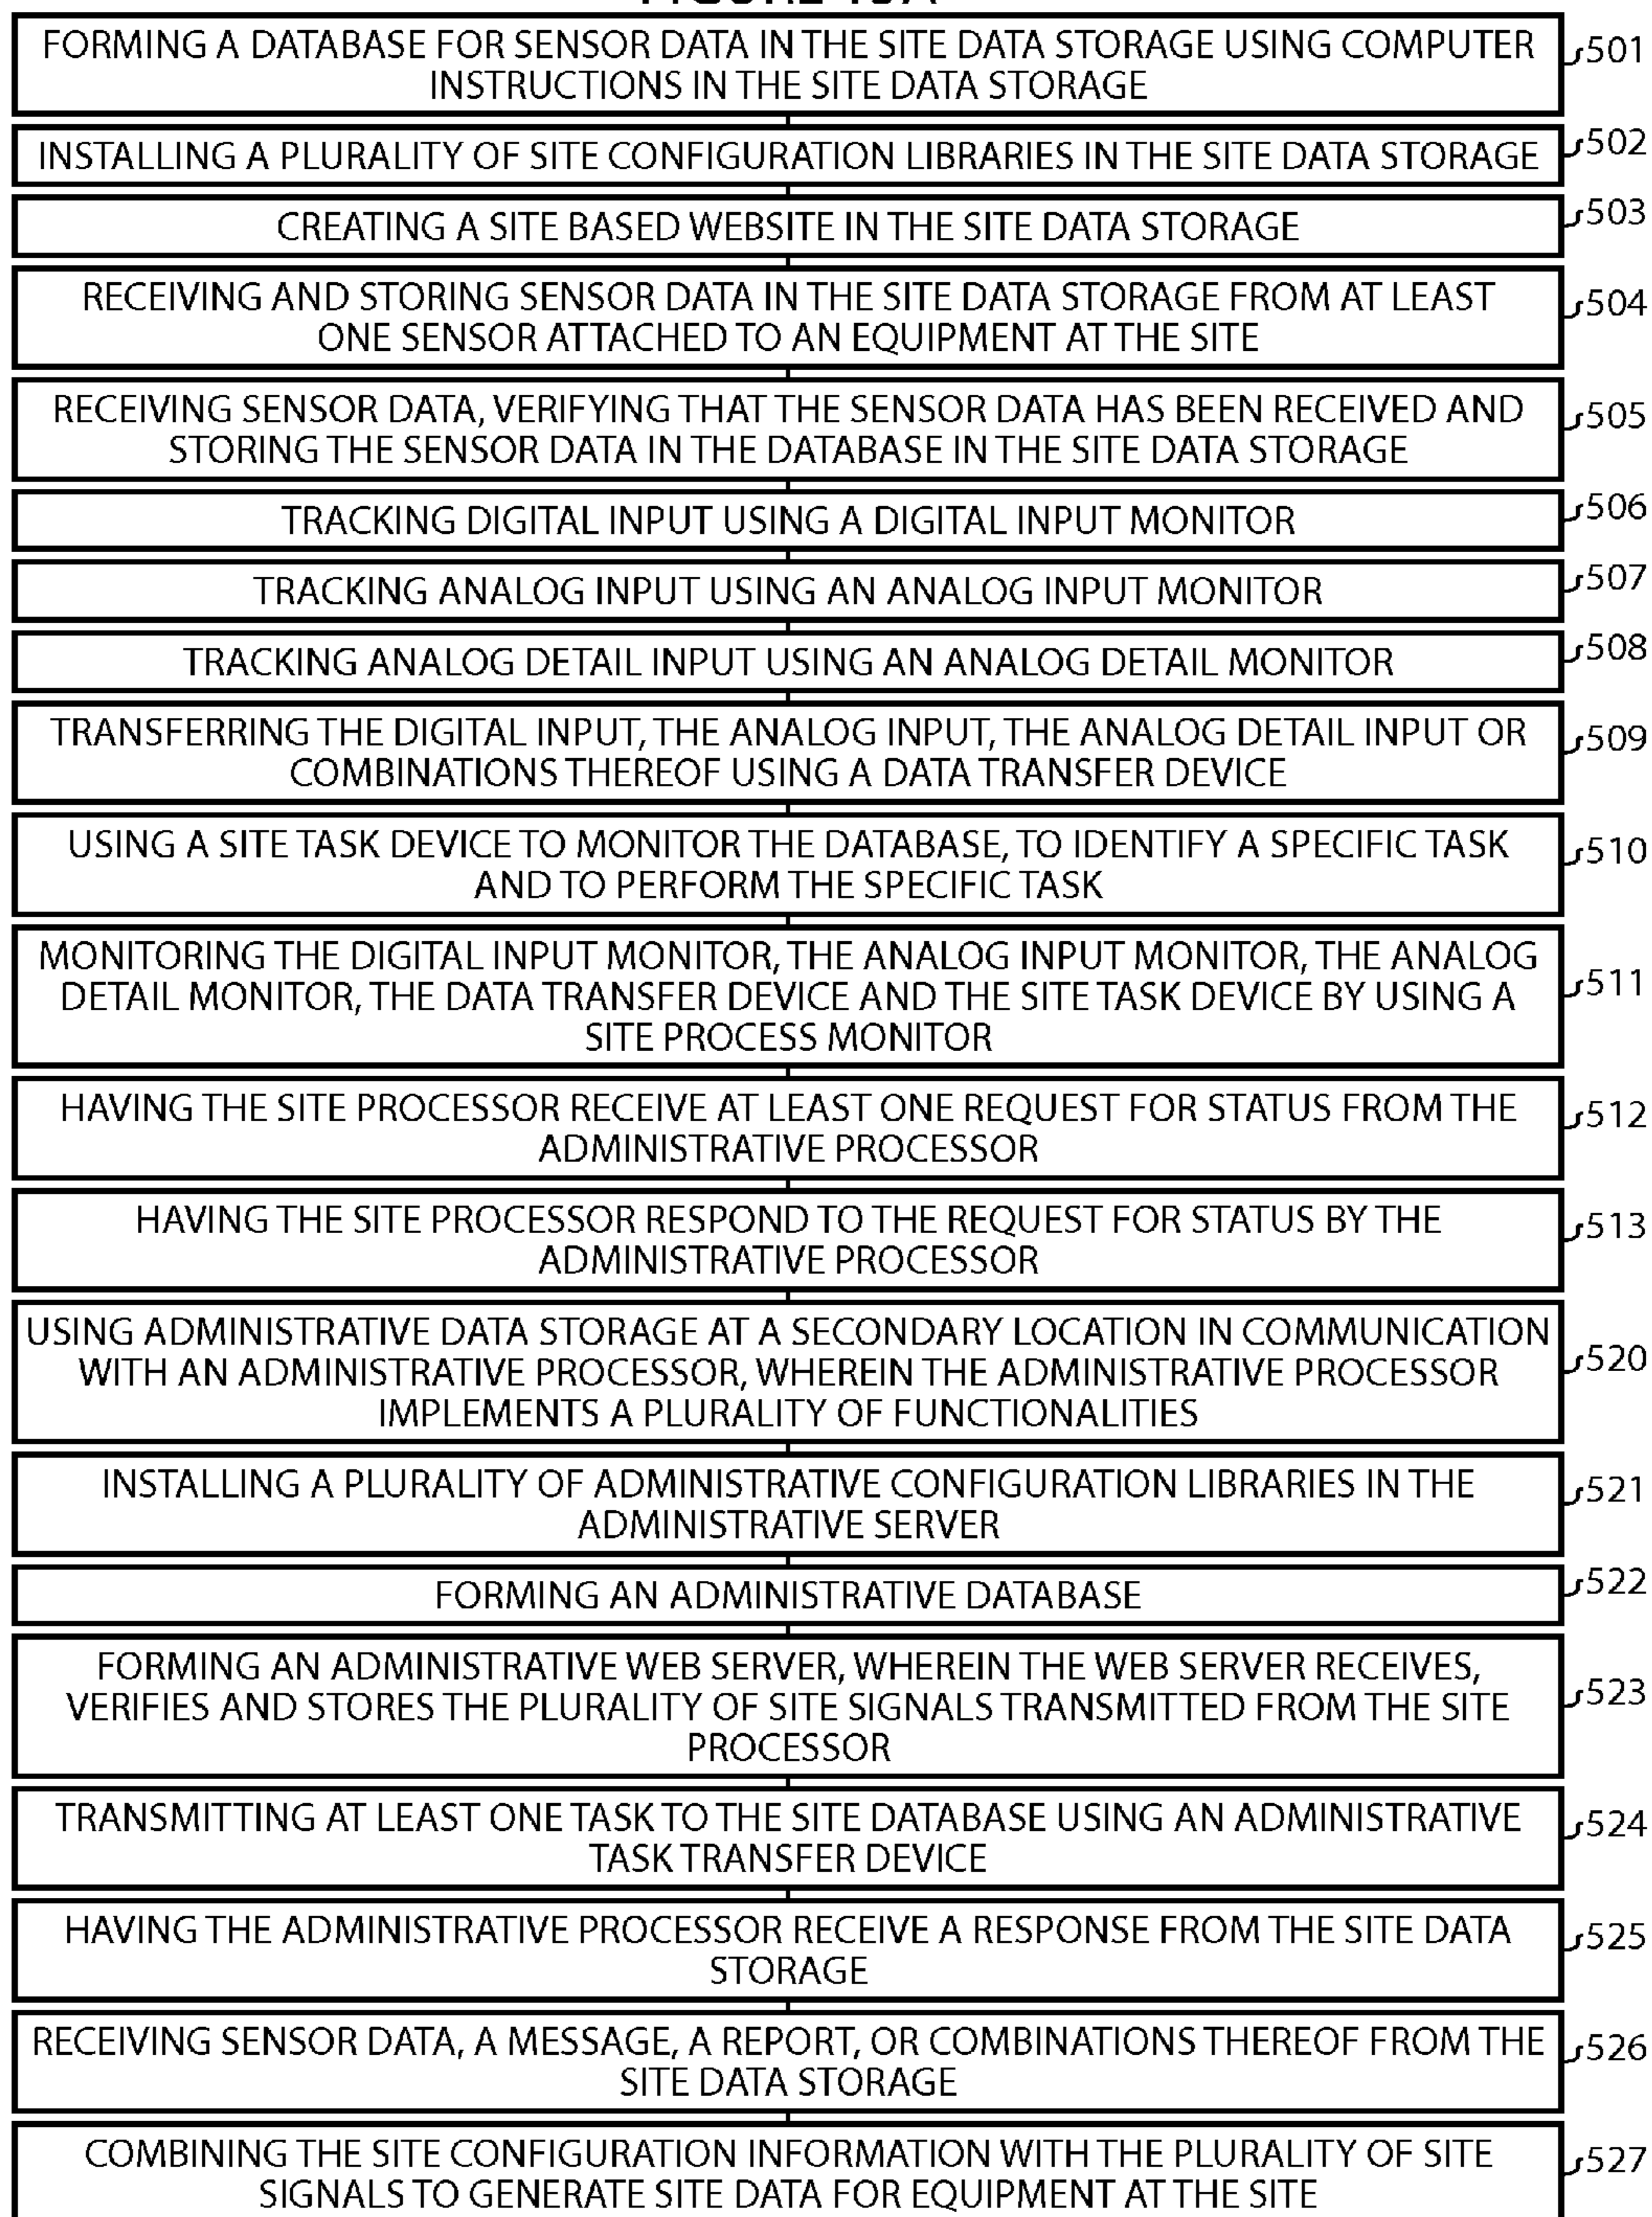 FORMING A DATABASE FOR SENSOR DATA IN THE SITE DATA STORAGE USING COMPUTER
INSTRUCTIONS IN THE SITE DATA STORAGE
501
INSTALLING A PLURALITY OF SITE CONFIGURATION LIBRARIES IN THE SITE DATA STORAGE
502
CREATING A SITE BASED WEBSITE IN THE SITE DATA STORAGE
503
RECEIVING AND STORING SENSOR DATA IN THE SITE DATA STORAGE FROM AT LEAST
ONE SENSOR ATTACHED TO AN EQUIPMENT AT THE SITE
504
RECEIVING SENSOR DATA, VERIFYING THAT THE SENSOR DATA HAS BEEN RECEIVED AND
STORING THE SENSOR DATA IN THE DATABASE IN THE SITE DATA STORAGE
505
TRACKING DIGITAL INPUT USING A DIGITAL INPUT MONITOR
506
TRACKING ANALOG INPUT USING AN ANALOG INPUT MONITOR
507
TRACKING ANALOG DETAIL INPUT USING AN ANALOG DETAIL MONITOR
508
TRANSFERRING THE DIGITAL INPUT, THE ANALOG INPUT, THE ANALOG DETAIL INPUT OR
COMBINATIONS THEREOF USING A DATA TRANSFER DEVICE
509
USING A SITE TASK DEVICE TO MONITOR THE DATABASE, TO IDENTIFY A SPECIFIC TASK
AND TO PERFORM THE SPECIFIC TASK
510
MONITORING THE DIGITAL INPUT MONITOR, THE ANALOG INPUT MONITOR, THE ANALOG
DETAIL MONITOR, THE DATA TRANSFER DEVICE AND THE SITE TASK DEVICE BY USING A
SITE PROCESS MONITOR
511
HAVING THE SITE PROCESSOR RECEIVE AT LEAST ONE REQUEST FOR STATUS FROM THE
ADMINISTRATIVE PROCESSOR
512
HAVING THE SITE PROCESSOR RESPOND TO THE REQUEST FOR STATUS BY THE
ADMINISTRATIVE PROCESSOR
513
USING ADMINISTRATIVE DATA STORAGE AT A SECONDARY LOCATION IN COMMUNICATION
WITH AN ADMINISTRATIVE PROCESSOR, WHEREIN THE ADMINISTRATIVE PROCESSOR
IMPLEMENTS A PLURALITY OF FUNCTIONALITIES
520
INSTALLING A PLURALITY OF ADMINISTRATIVE CONFIGURATION LIBRARIES IN THE
ADMINISTRATIVE SERVER
521
FORMING AN ADMINISTRATIVE DATABASE
522
FORMING AN ADMINISTRATIVE WEB SERVER, WHEREIN THE WEB SERVER RECEIVES,
VERIFIES AND STORES THE PLURALITY OF SITE SIGNALS TRANSMITTED FROM THE SITE
PROCESSOR
523
TRANSMITTING AT LEAST ONE TASK TO THE SITE DATABASE USING AN ADMINISTRATIVE
TASK TRANSFER DEVICE
524
HAVING THE ADMINISTRATIVE PROCESSOR RECEIVE A RESPONSE FROM THE SITE DATA
STORAGE
525
RECEIVING SENSOR DATA, A MESSAGE, A REPORT, OR COMBINATIONS THEREOF FROM THE
SITE DATA STORAGE
526
COMBINING THE SITE CONFIGURATION INFORMATION WITH THE PLURALITY OF SITE
SIGNALS TO GENERATE SITE DATA FOR EQUIPMENT AT THE SITE
527